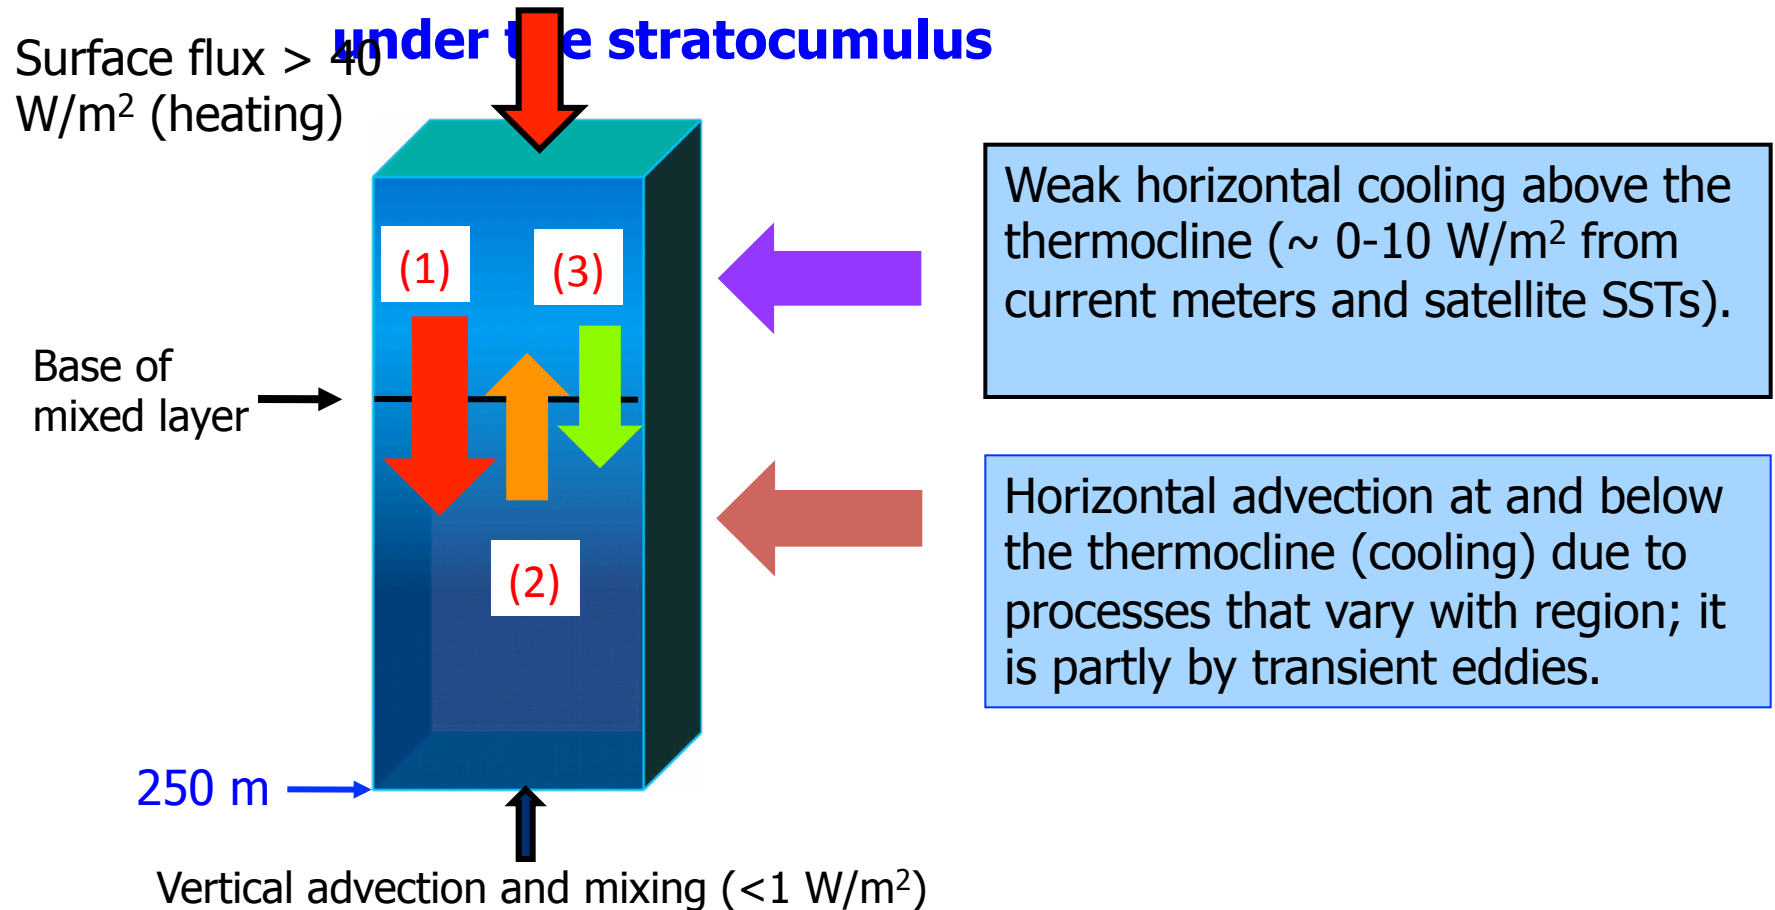 under the stratocumulus
Surface flux > 40
W/m² (heating)
Weak horizontal cooling above the
thermocline (~ 0-10 W/m² from
current meters and satellite SSTs).
(1)
(3)
Base of
mixed layer
Horizontal advection at and below
the thermocline (cooling) due to
processes that vary with region; it
is partly by transient eddies.
(2)
250 m
Vertical advection and mixing (<1 W/m²)